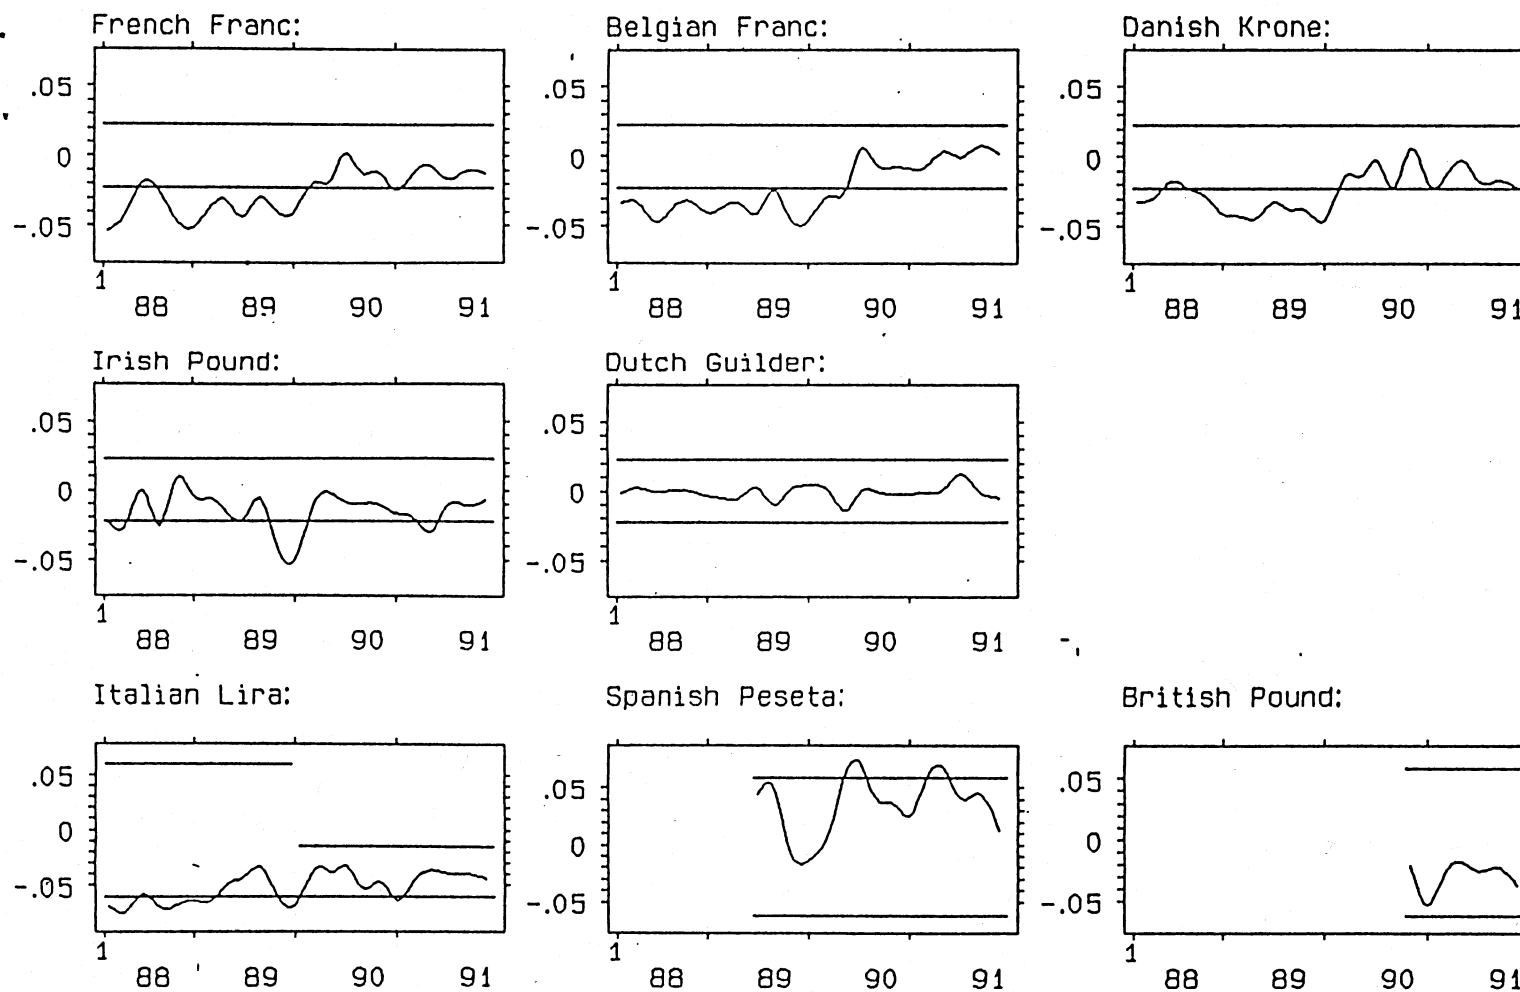 French Franc: Belgian Franc: Danish Krone:
.05 .05 .05
0 0 0
-.05 -.05 -.05
1 1 1
88 89 90 91 88 89 90 91 88 89 90 91
Irish Pound: Dutch Guilder:
.05 .05
0 0
-.05 -.05
1 1
88 89 90 91 88 89 90 91
Italian Lira: Spanish Peseta: British Pound:
.05 .05 .05
0 0 0
-.05 -.05 -.05
1 1 1
88 89 90 91 88 89 90 91 88 89 90 91